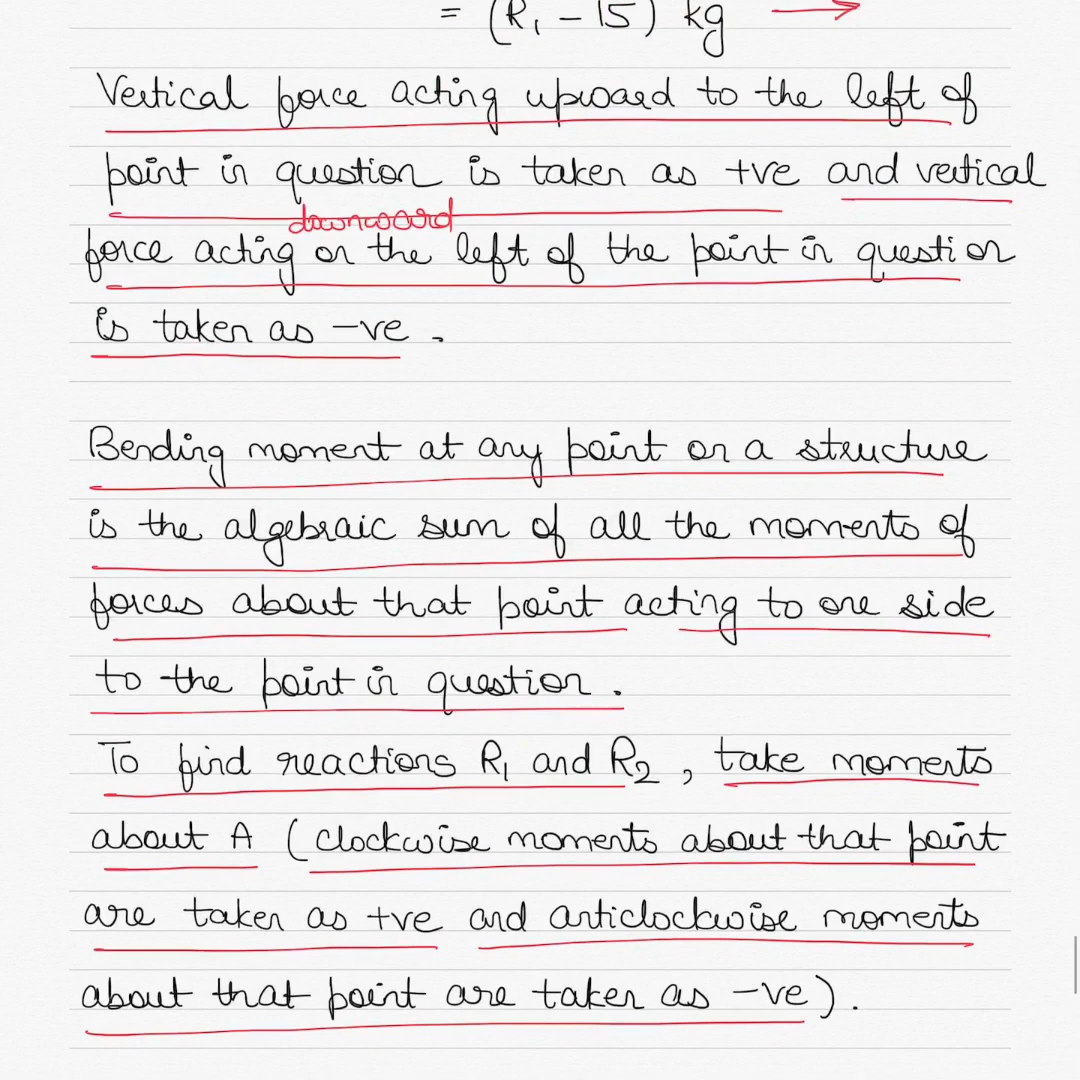 = (R₁ - 15) kg →
Vertical force acting upward to the left of
point in question is taken as +ve and vertical
downward
force acting on the left of the point in question
is taken as -ve.
Bending moment at any point on a structure
is the algebraic sum of all the moments of
forces about that point acting to one side
to the point in question.
To find reactions R₁ and R₂, take moments
about A (clockwise moments about that point
are taken as +ve and anticlockwise moments
about that point are taken as -ve).